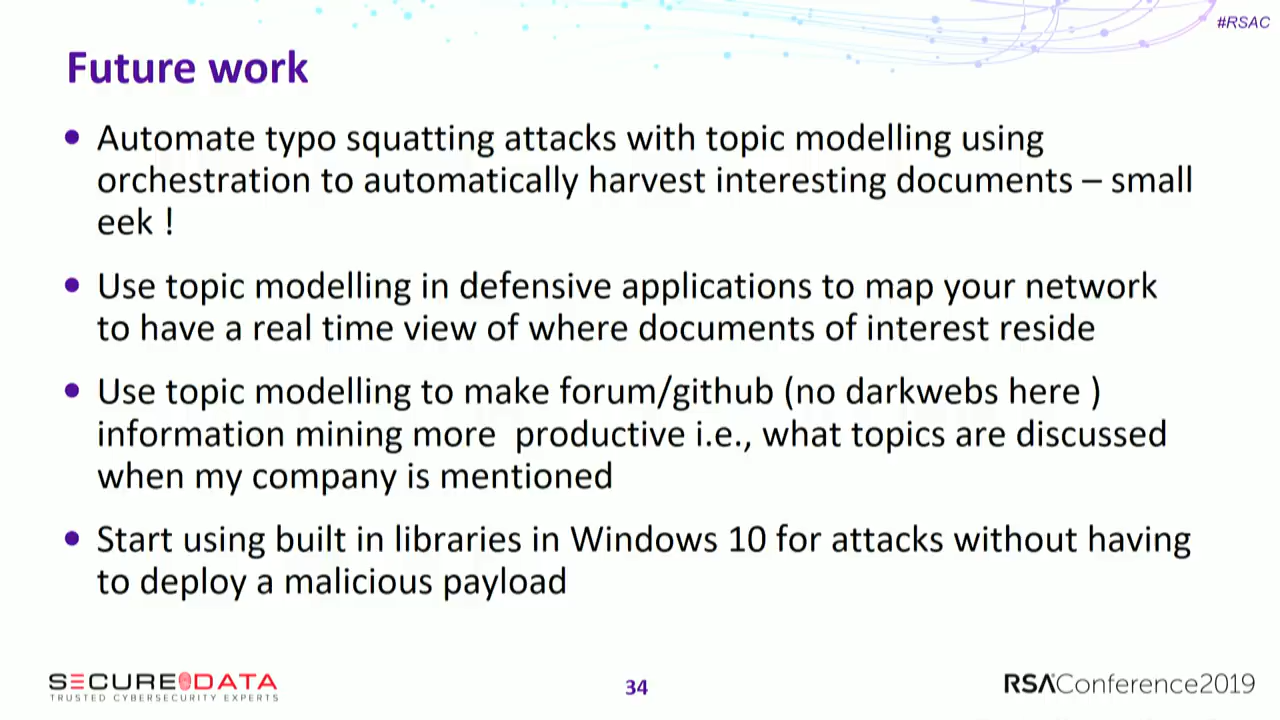 #RSAC
Future work
• Automate typo squatting attacks with topic modelling using
orchestration to automatically harvest interesting documents – small
eek !
• Use topic modelling in defensive applications to map your network
to have a real time view of where documents of interest reside
• Use topic modelling to make forum/github (no darkwebs here )
information mining more  productive i.e., what topics are discussed
when my company is mentioned
• Start using built in libraries in Windows 10 for attacks without having
to deploy a malicious payload
SECUREDATA
TRUSTED CYBERSECURITY EXPERTS
34
RSAConference2019